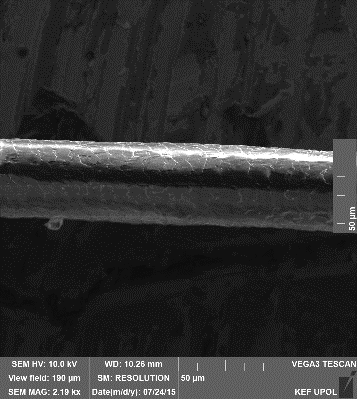 50 µm
SEM HV: 10.0 kV WD: 10.26 mm VEGA3 TESCAN
View field: 190 µm SM: RESOLUTION 50 µm
SEM MAG: 2.19 kx Date(m/d/y): 07/24/15 KEF UPOL